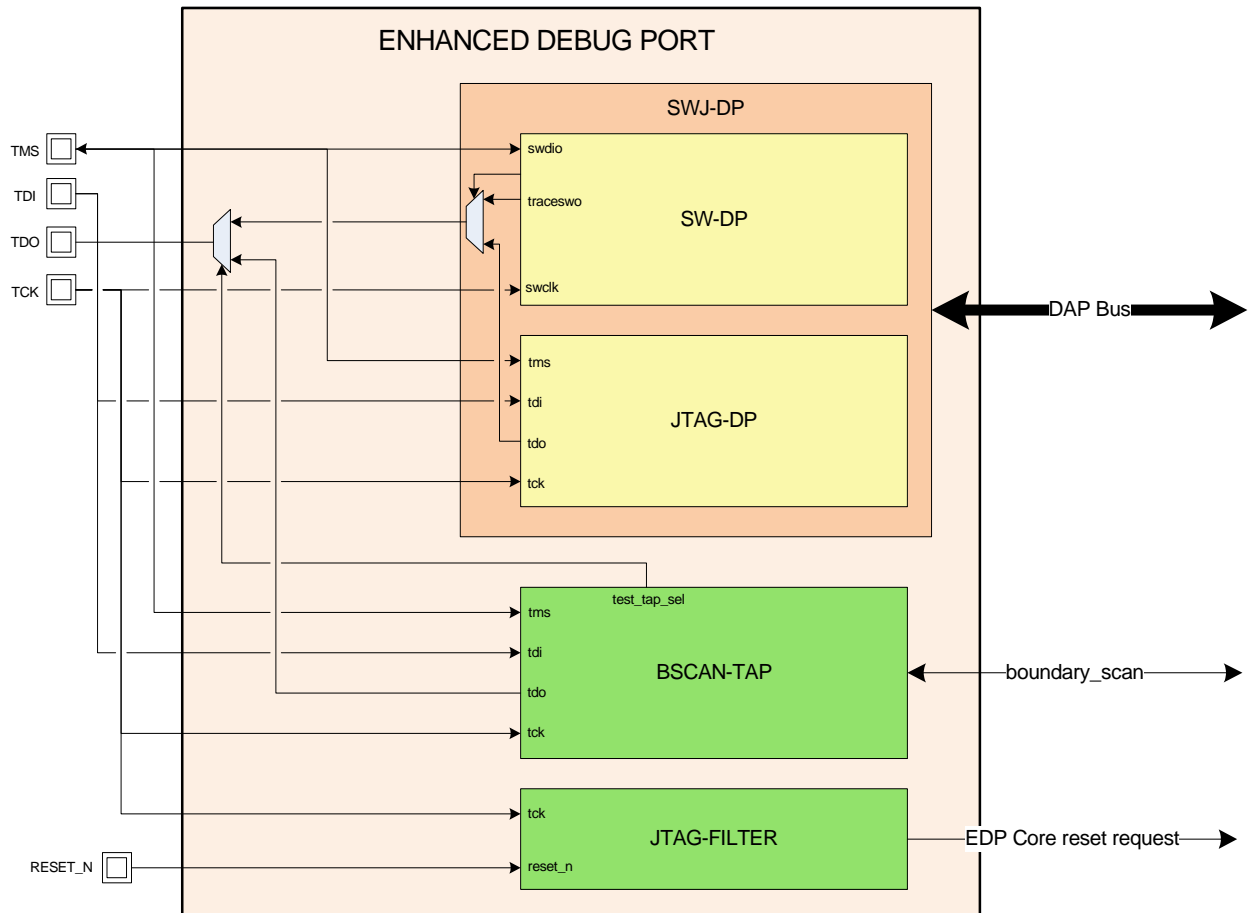 ENHANCED DEBUG PORT
SWJ-DP
TMS
swdio
TDI
traceswo
SW-DP
TDO
TCK
swclk
DAP Bus
tms
tdi
JTAG-DP
tdo
tck
test_tap_sel
tms
tdi
BSCAN-TAP
boundary_scan
tdo
tck
tck
JTAG-FILTER
EDP Core reset request
RESET_N
reset_n